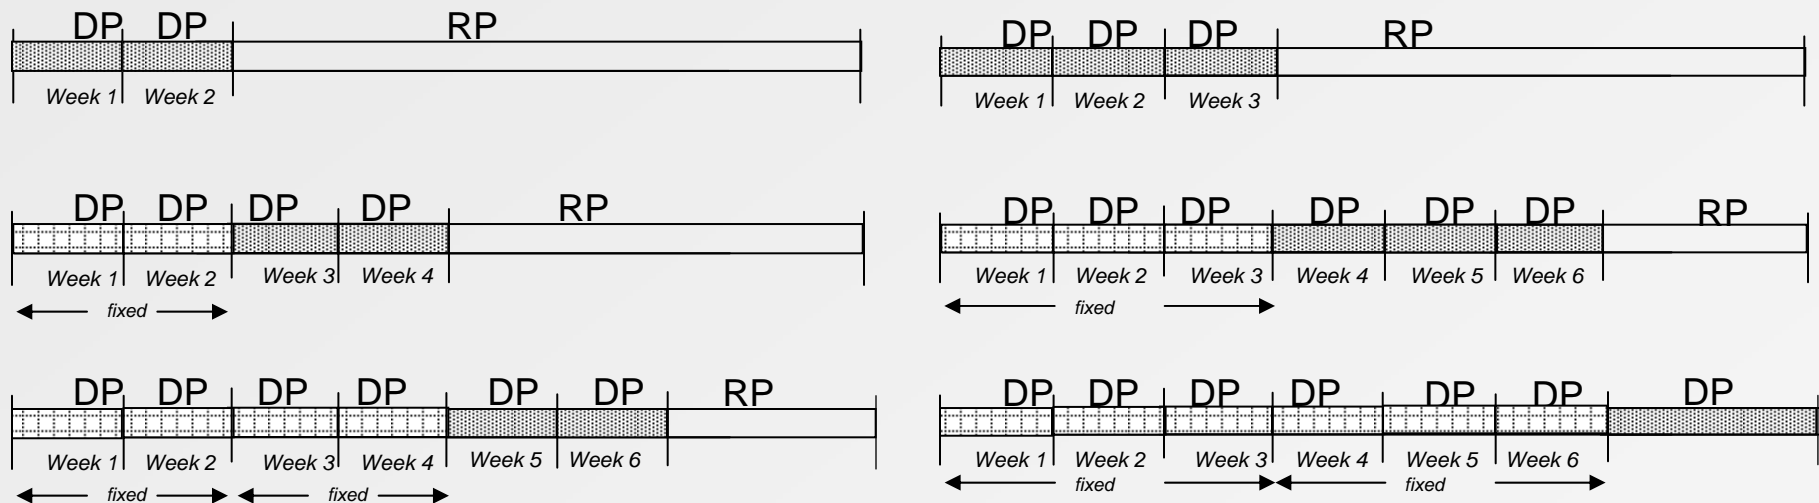 DP DP RP
Week 1 Week 2
DP DP DP DP RP
Week 1 Week 2 Week 3 Week 4
fixed
DP DP DP DP DP DP RP
Week 1 Week 2 Week 3 Week 4 Week 5 Week 6
fixed fixed
DP DP DP RP
Week 1 Week 2 Week 3
DP DP DP DP DP DP RP
Week 1 Week 2 Week 3 Week 4 Week 5 Week 6
fixed
DP DP DP DP DP DP DP
Week 1 Week 2 Week 3 Week 4 Week 5 Week 6
fixed fixed